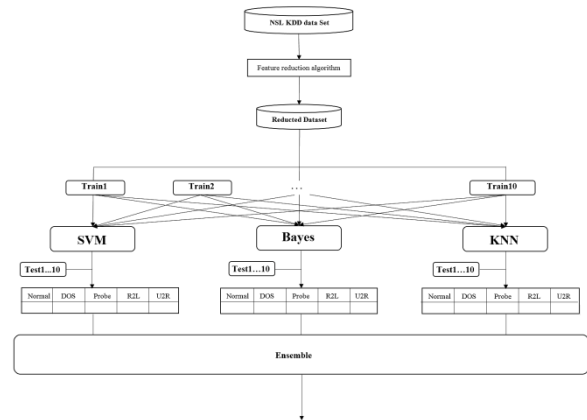 NSL KDD data Set
Feature reduction algorithm
Reducted Dataset
Train1 Train2 ... Train10
SVM Bayes KNN
Test1...10 Test1...10 Test1...10
Normal DOS Probe R2L U2R Normal DOS Probe R2L U2R Normal DOS Probe R2L U2R
Ensemble